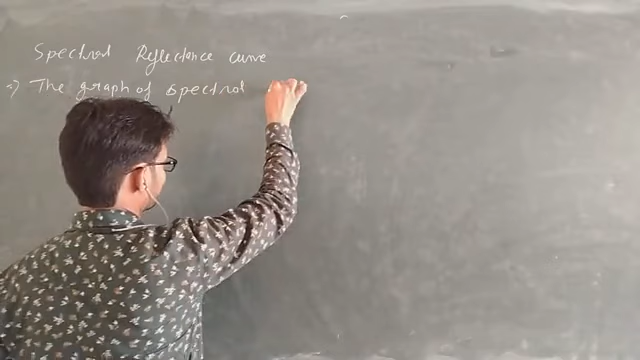 Spectral Reflectance curve
=) The graph of spectral